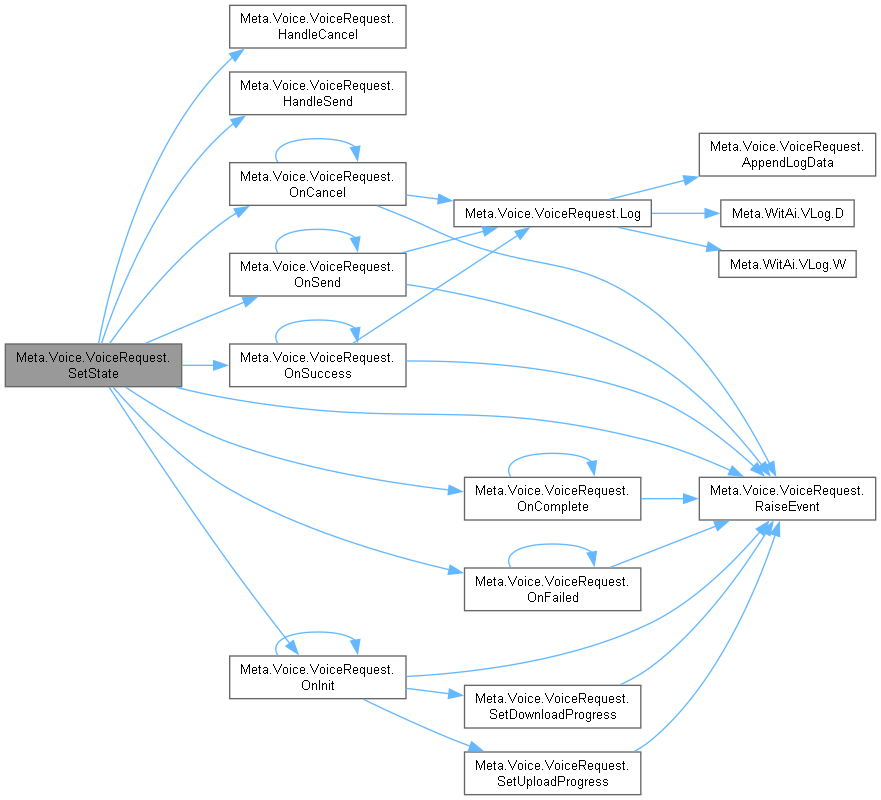 Meta.Voice.VoiceRequest.
HandleCancel
Meta.Voice.VoiceRequest.
HandleSend
Meta.Voice.VoiceRequest.
AppendLogData
Meta.Voice.VoiceRequest.
OnCancel
Meta.Voice.VoiceRequest.Log
Meta.WitAi.VLog.D
Meta.Voice.VoiceRequest.
OnSend
Meta.WitAi.VLog.W
Meta.Voice.VoiceRequest.
SetState
Meta.Voice.VoiceRequest.
OnSuccess
Meta.Voice.VoiceRequest.
OnComplete
Meta.Voice.VoiceRequest.
RaiseEvent
Meta.Voice.VoiceRequest.
OnFailed
Meta.Voice.VoiceRequest.
OnInit
Meta.Voice.VoiceRequest.
SetDownloadProgress
Meta.Voice.VoiceRequest.
SetUploadProgress